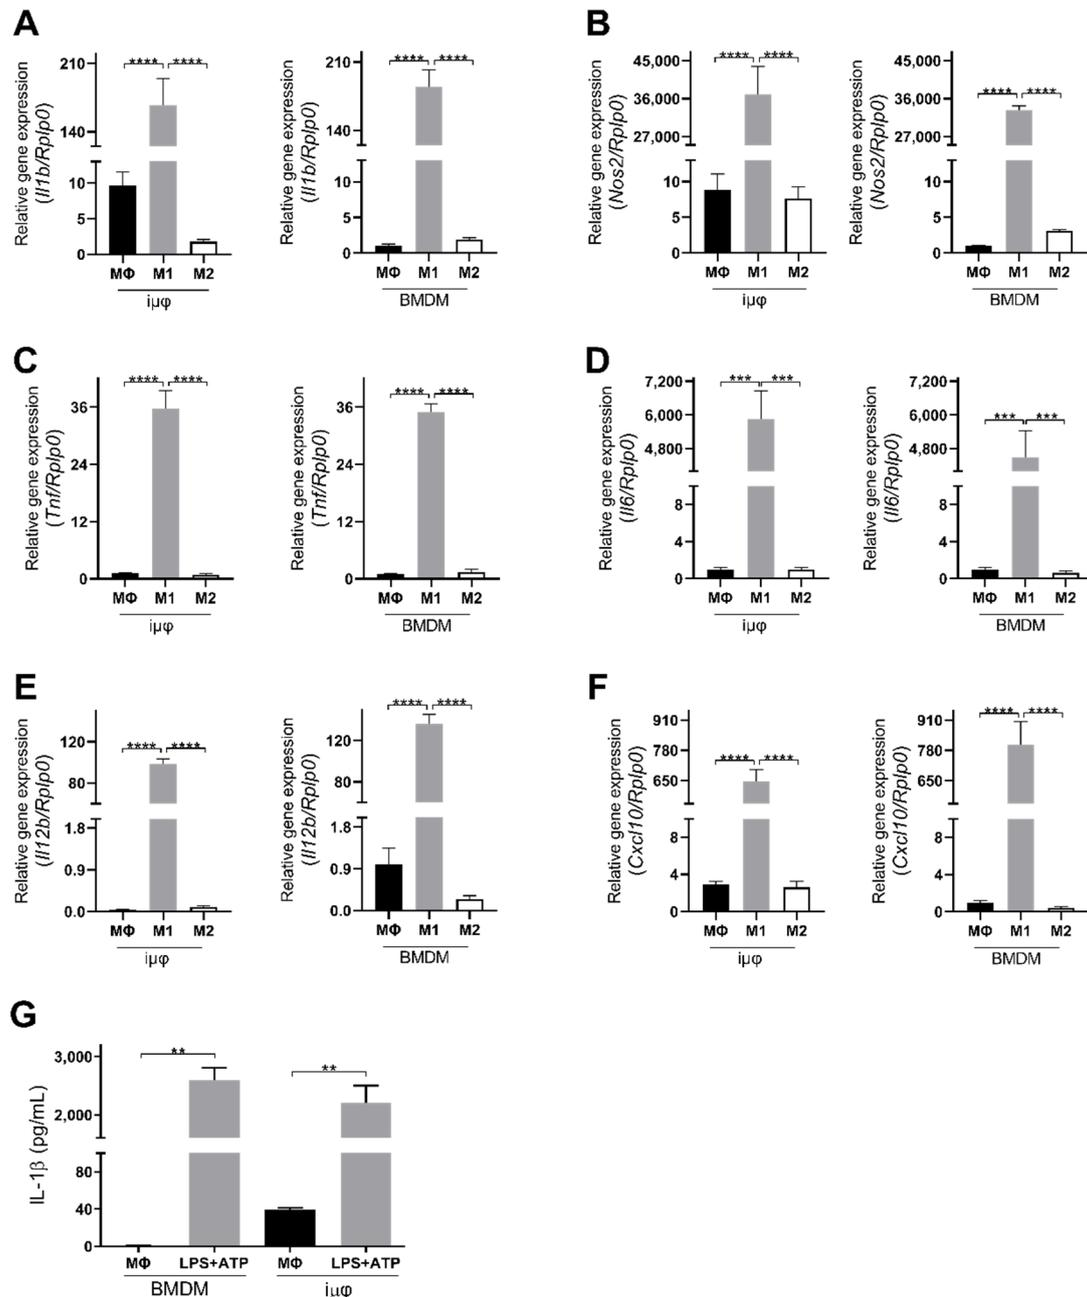 A
Relative gene expression
(Il1b/Rplp0)
210
140
10
5
0
**** ****
MΦ M1 M2
iμφ
Relative gene expression
(Il1b/Rplp0)
210
140
10
5
0
**** ****
MΦ M1 M2
BMDM
B
Relative gene expression
(Nos2/Rplp0)
45,000
36,000
27,000
10
5
0
**** ****
MΦ M1 M2
iμφ
Relative gene expression
(Nos2/Rplp0)
45,000
36,000
27,000
10
5
0
**** ****
MΦ M1 M2
BMDM
C
Relative gene expression
(Tnf/Rplp0)
36
24
12
0
**** ****
MΦ M1 M2
iμφ
Relative gene expression
(Tnf/Rplp0)
36
24
12
0
**** ****
MΦ M1 M2
BMDM
D
Relative gene expression
(Il6/Rplp0)
7,200
6,000
4,800
8
4
0
*** ***
MΦ M1 M2
iμφ
Relative gene expression
(Il6/Rplp0)
7,200
6,000
4,800
8
4
0
*** ***
MΦ M1 M2
BMDM
E
Relative gene expression
(Il12b/Rplp0)
120
80
1.8
0.9
0.0
**** ****
MΦ M1 M2
iμφ
Relative gene expression
(Il12b/Rplp0)
120
80
1.8
0.9
0.0
**** ****
MΦ M1 M2
BMDM
F
Relative gene expression
(Cxcl10/Rplp0)
910
780
650
8
4
0
**** ****
MΦ M1 M2
iμφ
Relative gene expression
(Cxcl10/Rplp0)
910
780
650
8
4
0
**** ****
MΦ M1 M2
BMDM
G
IL-1β (pg/mL)
3,000
2,000
80
40
0
** **
MΦ LPS+ATP MΦ LPS+ATP
BMDM iμφ